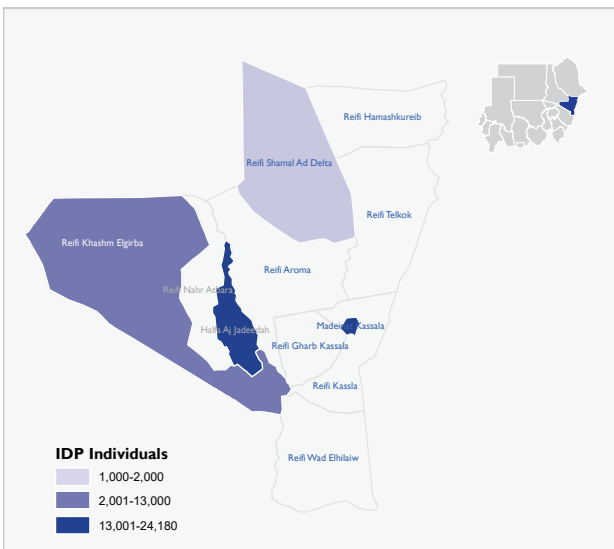 Reifi Hamashkureib
Reifi Shamal Ad Delta
Reifi Telkok
Reifi Khashm Elgirba
Reifi Aroma
Reifi Nahr Atbara
Halfa Aj Jadeedah
Madeinat Kassala
Reifi Gharb Kassala
Reifi Kassla
Reifi Wad Elhilaiw
IDP Individuals
1,000-2,000
2,001-13,000
13,001-24,180